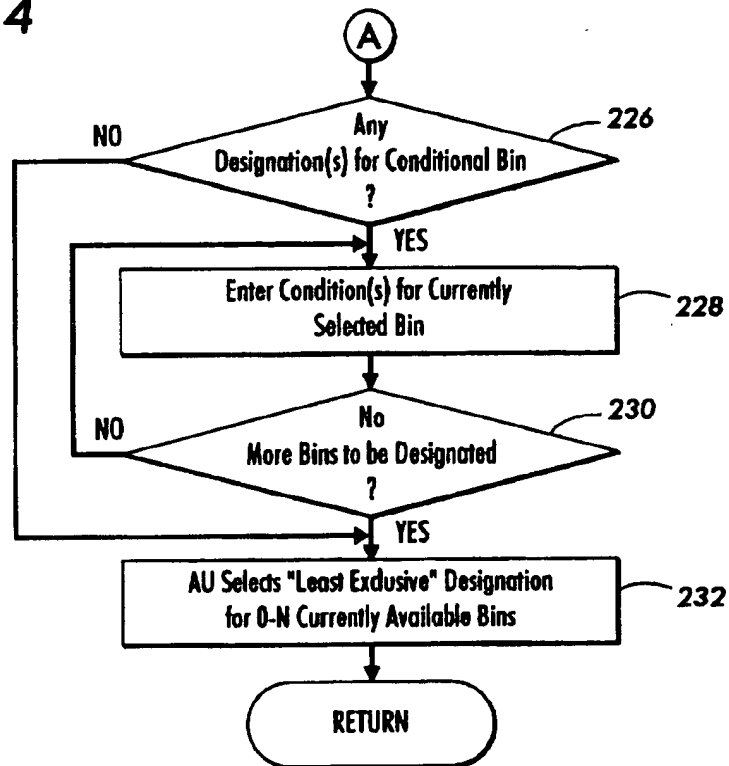 4
A
Any
Designation(s) for Conditional Bin
?
226
NO
YES
Enter Condition(s) for Currently
Selected Bin
228
No
More Bins to be Designated
?
230
NO
YES
AU Selects "Least Exclusive" Designation
for 0-N Currently Available Bins
232
RETURN